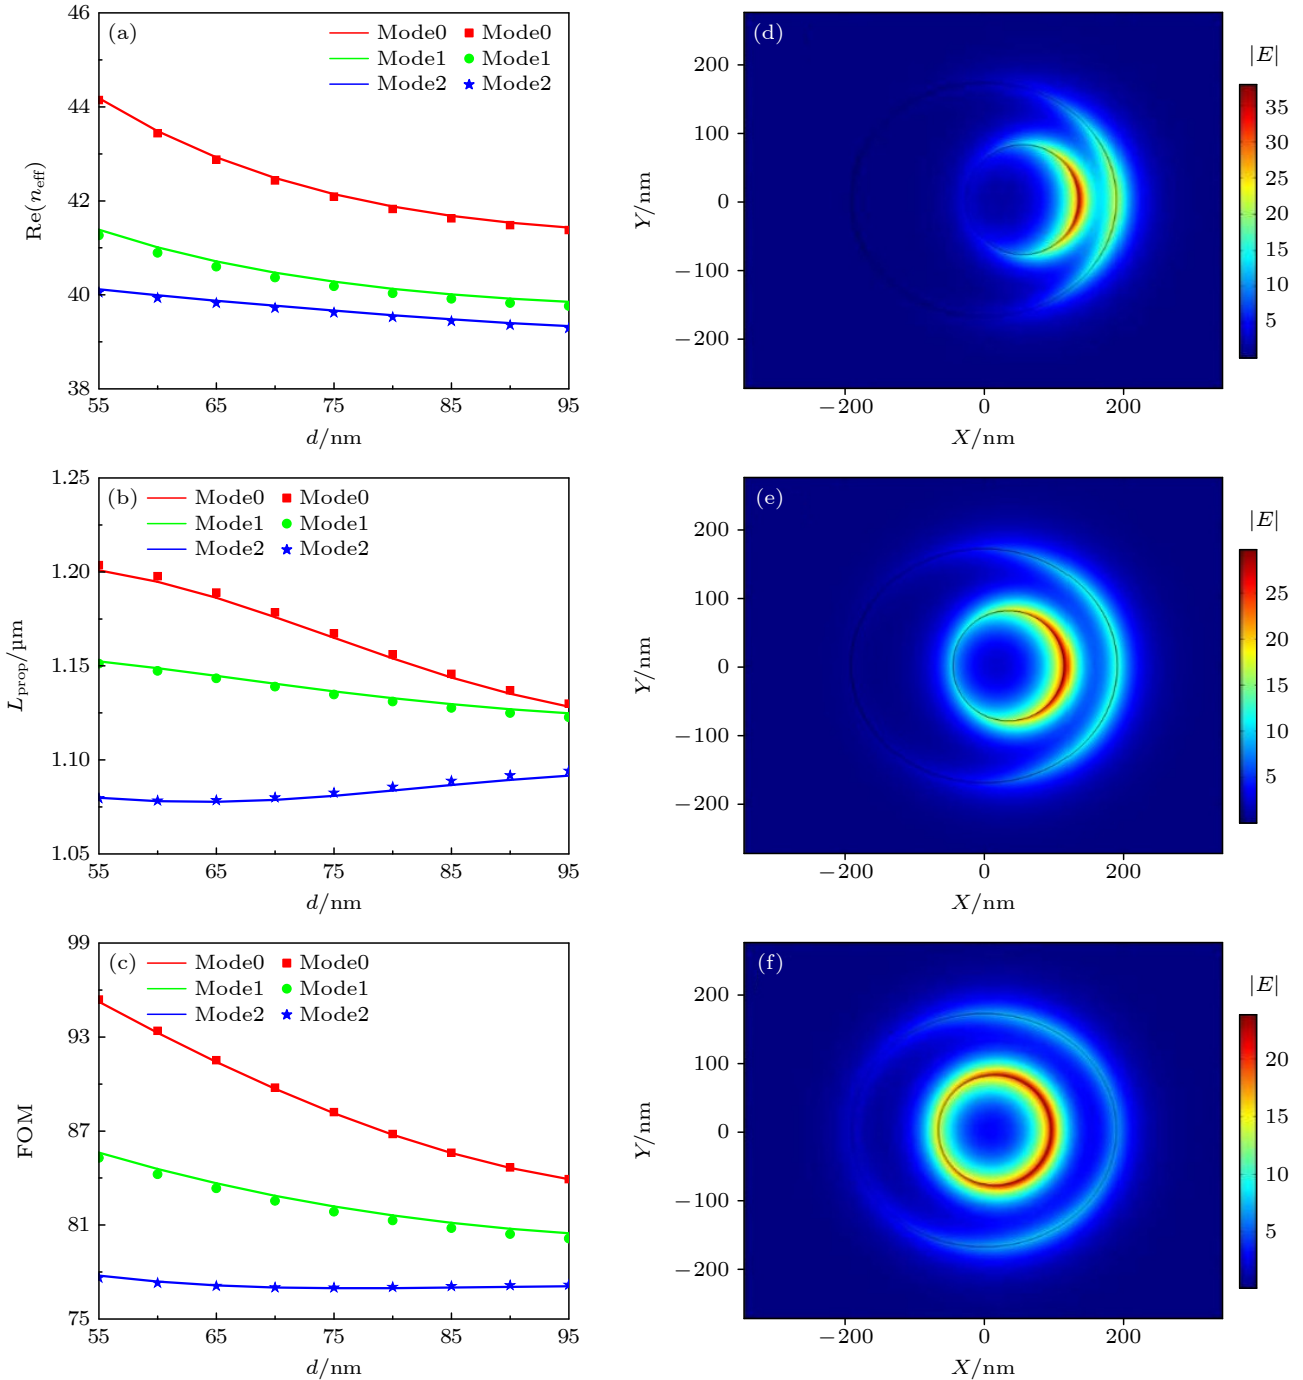 (a)
Mode0 Mode0
Mode1 Mode1
Mode2 Mode2
46
44
42
40
38
Re(n_eff)
55 65 75 85 95
d/nm
(d)
200
100
0
−100
−200
Y/nm
−200 0 200
X/nm
|E|
35
30
25
20
15
10
5
(b)
Mode0 Mode0
Mode1 Mode1
Mode2 Mode2
1.25
1.20
1.15
1.10
1.05
L_prop/μm
55 65 75 85 95
d/nm
(e)
200
100
0
−100
−200
Y/nm
−200 0 200
X/nm
|E|
25
20
15
10
5
(c)
Mode0 Mode0
Mode1 Mode1
Mode2 Mode2
99
93
87
81
75
FOM
55 65 75 85 95
d/nm
(f)
200
100
0
−100
−200
Y/nm
−200 0 200
X/nm
|E|
20
15
10
5